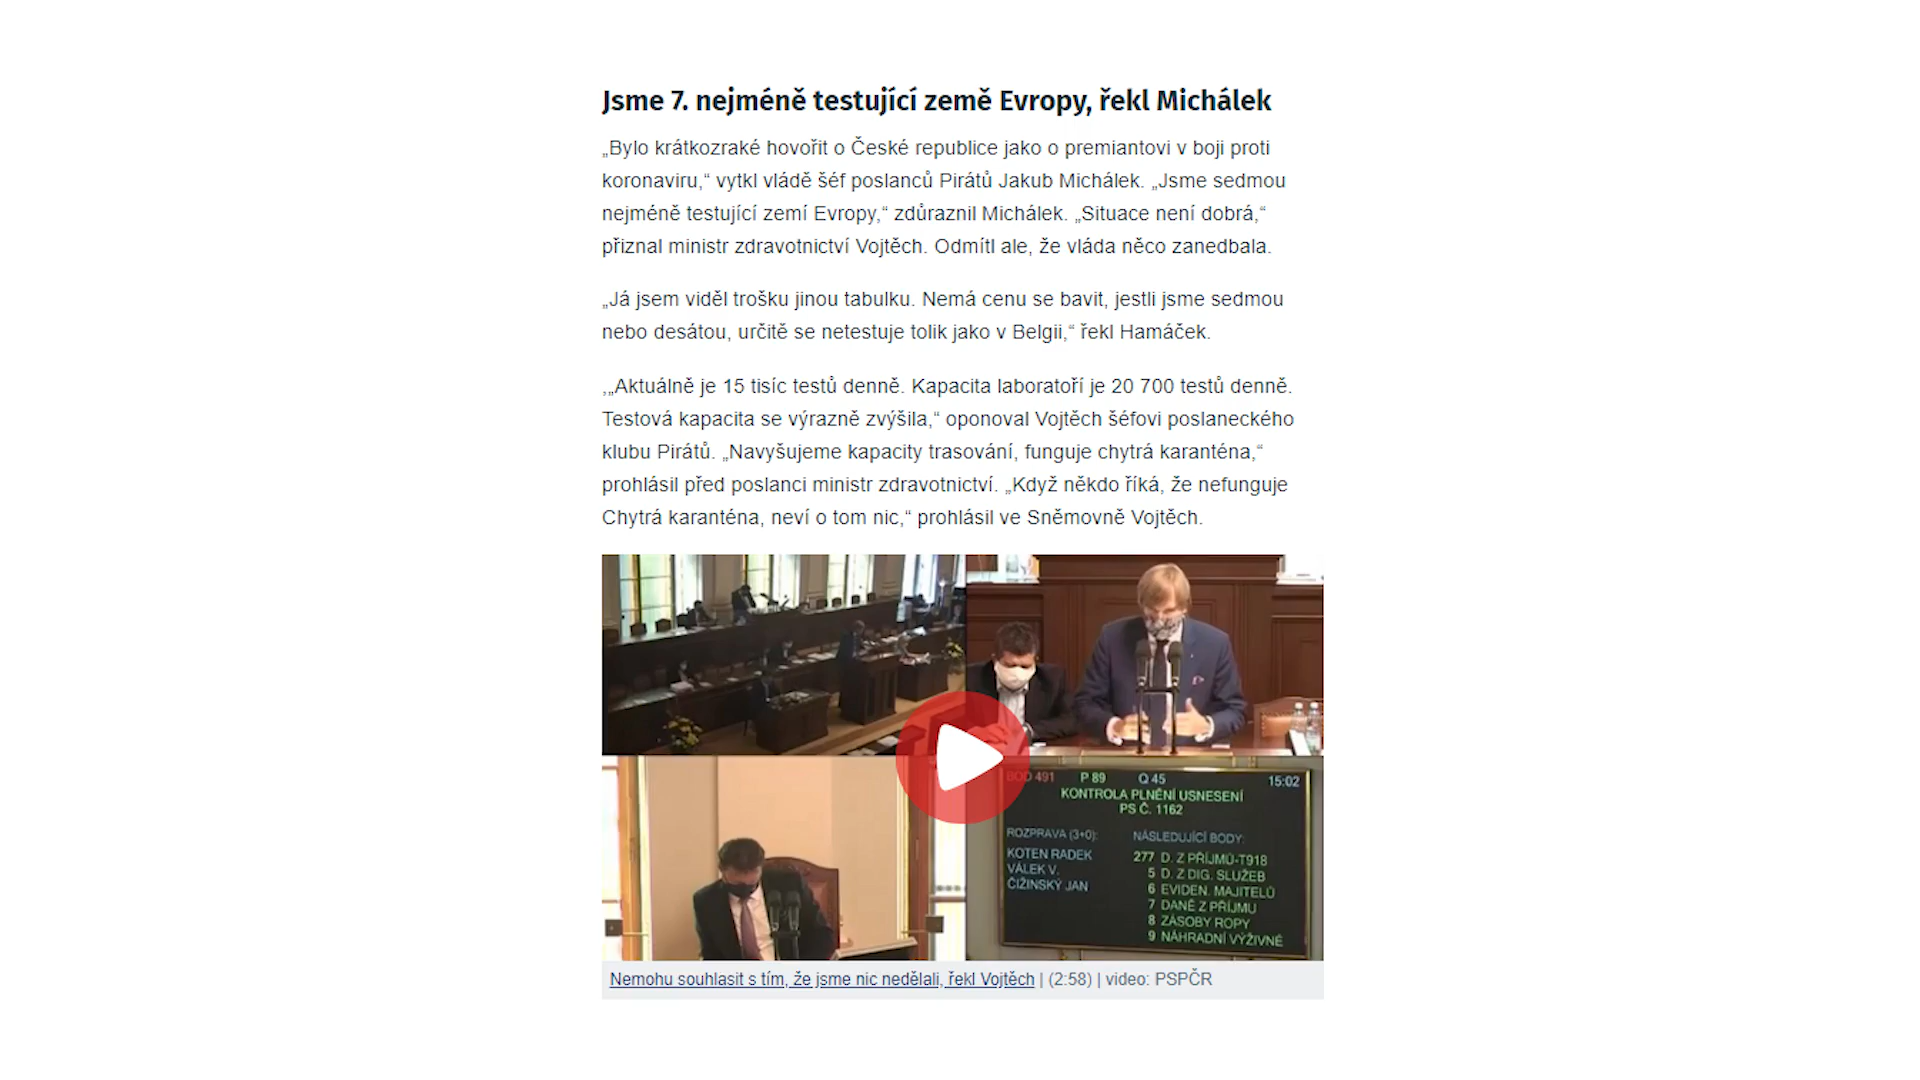 Jsme 7. nejméně testující země Evropy, řekl Michálek
„Bylo krátkozraké hovořit o České republice jako o premiantovi v boji proti
koronaviru,“ vytkl vládě šéf poslanců Pirátů Jakub Michálek. „Jsme sedmou
nejméně testující zemí Evropy,“ zdůraznil Michálek. „Situace není dobrá,“
přiznal ministr zdravotnictví Vojtěch. Odmítl ale, že vláda něco zanedbala.
„Já jsem viděl trošku jinou tabulku. Nemá cenu se bavit, jestli jsme sedmou
nebo desátou, určitě se netestuje tolik jako v Belgii,“ řekl Hamáček.
‚„Aktuálně je 15 tisíc testů denně. Kapacita laboratoří je 20 700 testů denně.
Testová kapacita se výrazně zvýšila,“ oponoval Vojtěch šéfovi poslaneckého
klubu Pirátů. „Navyšujeme kapacity trasování, funguje chytrá karanténa,“
prohlásil před poslanci ministr zdravotnictví. „Když někdo říká, že nefunguje
Chytrá karanténa, neví o tom nic,“ prohlásil ve Sněmovně Vojtěch.
BOD 491 P 89 Q 45 15:02
KONTROLA PLNĚNÍ USNESENÍ
PS Č. 1162
ROZPRAVA (3+0): NÁSLEDUJÍCÍ BODY:
KOTEN RADEK 277 D. Z PŘÍJMŮ-T918
VÁLEK V. 5 D. Z DIG. SLUŽEB
ČIŽINSKÝ JAN 6 EVIDEN. MAJITELŮ
7 DANĚ Z PŘÍJMU
8 ZÁSOBY ROPY
9 NÁHRADNÍ VÝŽIVNÉ
Nemohu souhlasit s tím, že jsme nic nedělali, řekl Vojtěch | (2:58) | video: PSPČR